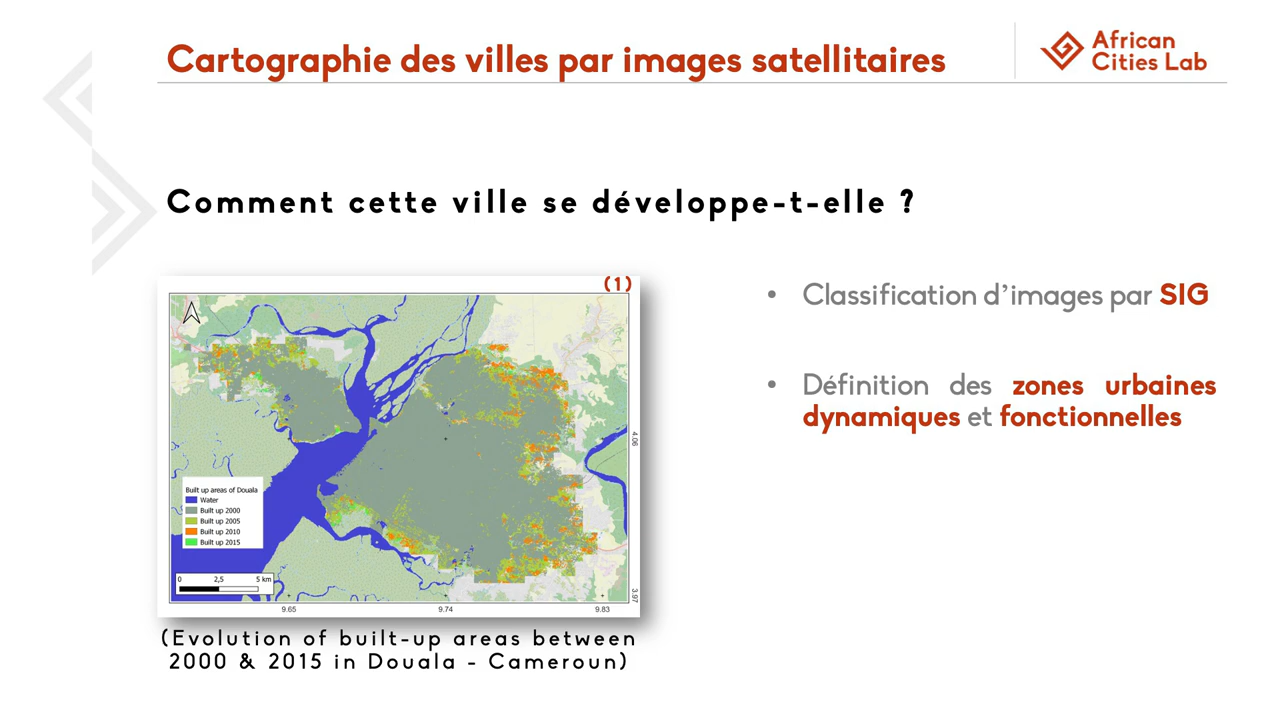 Cartographie des villes par images satellitaires
African
Cities Lab
Comment cette ville se développe-t-elle ?
(1)
• Classification d’images par SIG
• Définition des zones urbaines
dynamiques et fonctionnelles
4.06
Built up areas of Douala
Water
Built up 2000
Built up 2005
Built up 2010
Built up 2015
0 2,5 5 km
3.97
9.65 9.74 9.83
(Evolution of built-up areas between
2000 & 2015 in Douala - Cameroun)